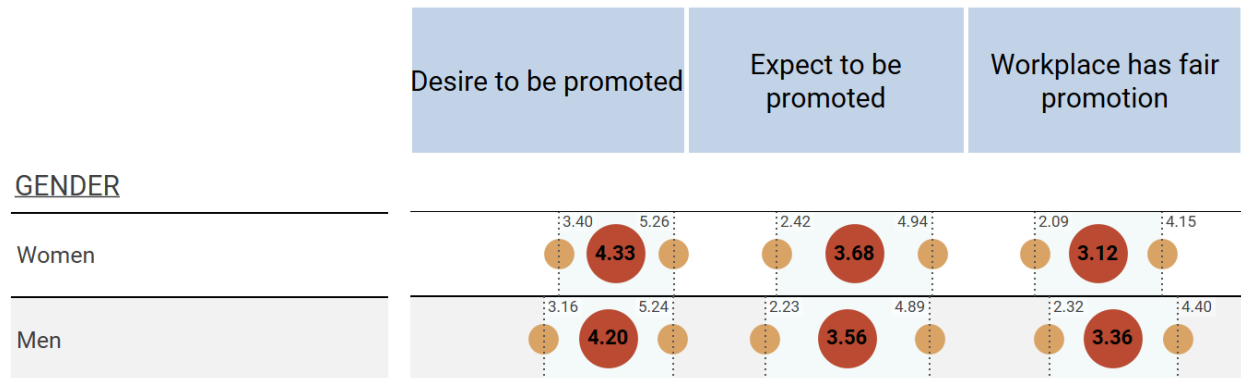 Desire to be promoted
Expect to be
promoted
Workplace has fair
promotion
GENDER
Women
3.40 5.26 2.42 4.94 2.09 4.15
4.33 3.68 3.12
Men
3.16 5.24 2.23 4.89 2.32 4.40
4.20 3.56 3.36